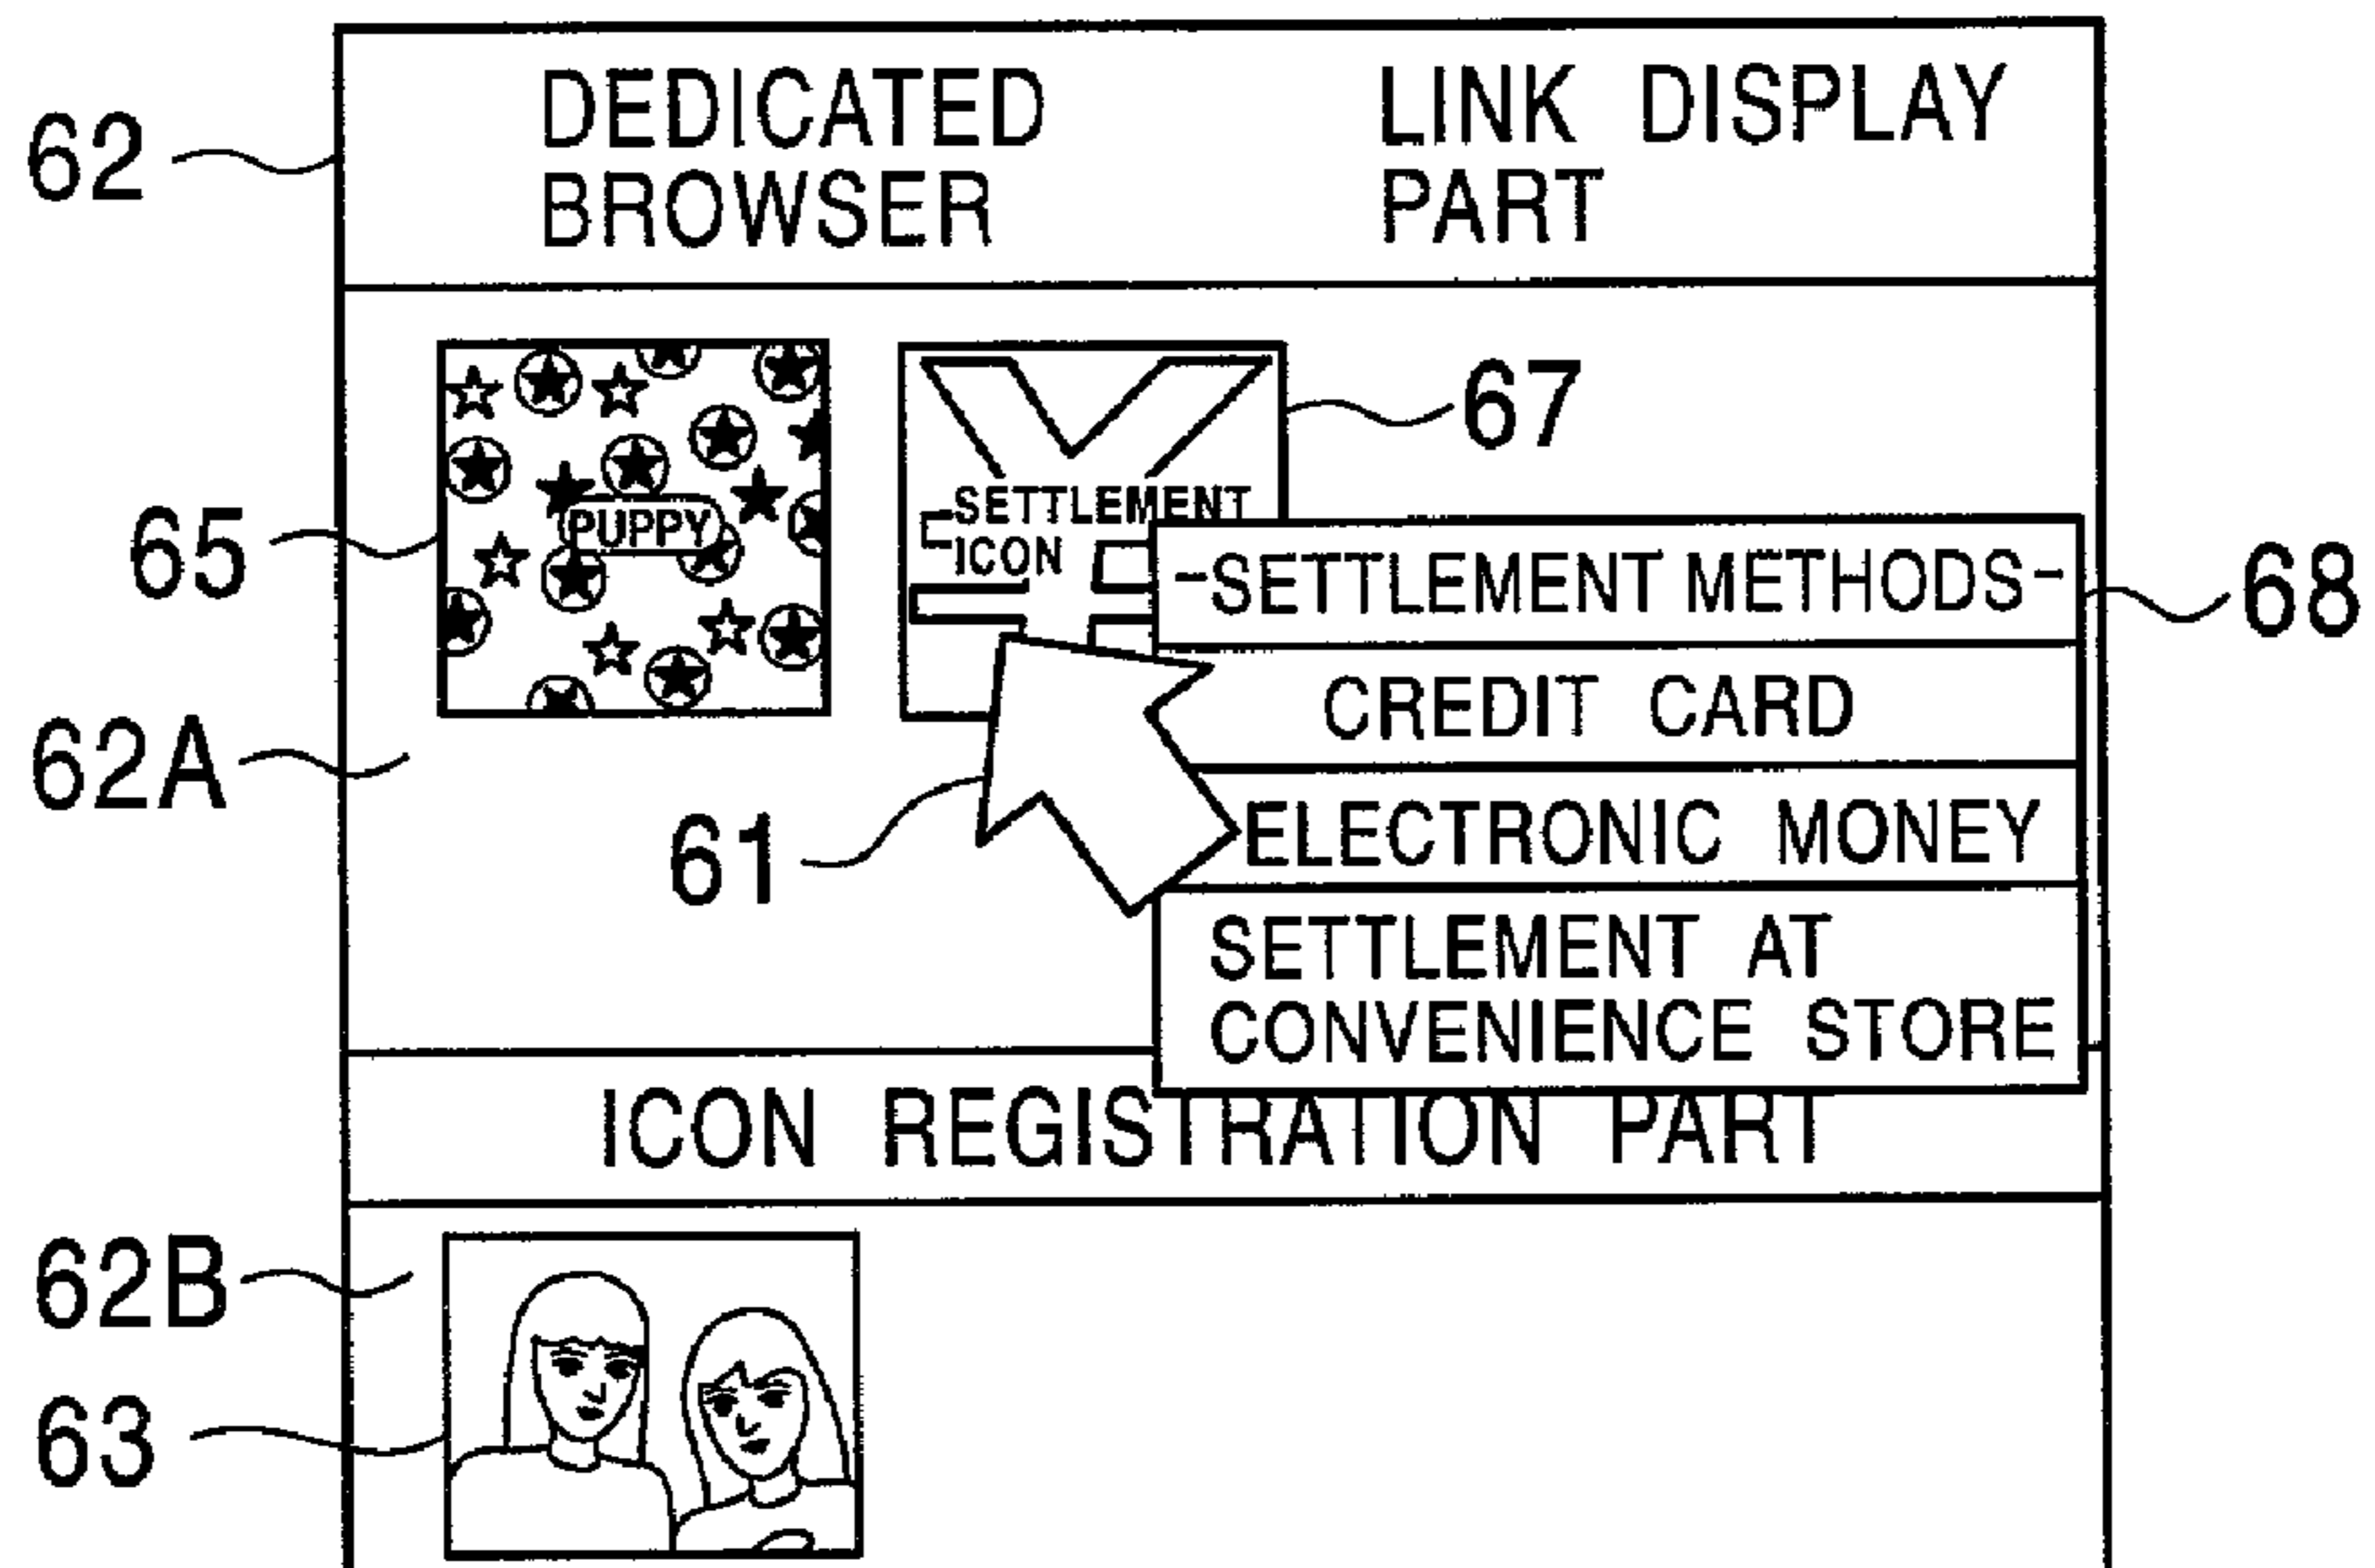 DEDICATED BROWSER
LINK DISPLAY PART
62
67
65
PUPPY
SETTLEMENT
ICON
-SETTLEMENT METHODS-
68
CREDIT CARD
62A
61
ELECTRONIC MONEY
SETTLEMENT AT
CONVENIENCE STORE
ICON REGISTRATION PART
62B
63